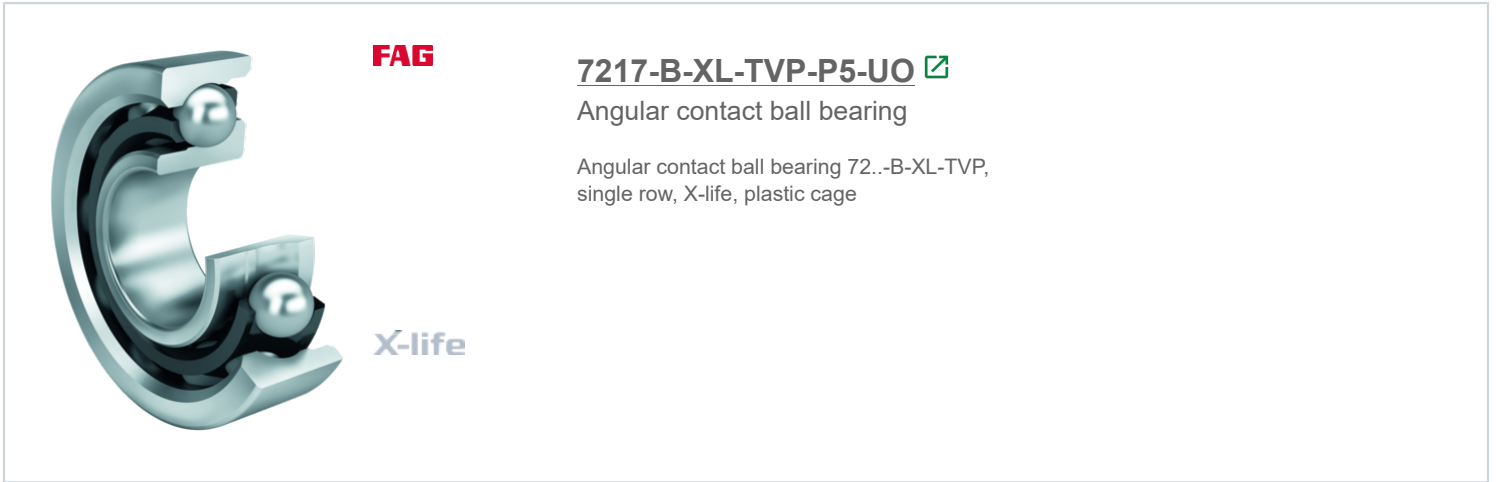 FAG
7217-B-XL-TVP-P5-UO
Angular contact ball bearing
Angular contact ball bearing 72..-B-XL-TVP,
single row, X-life, plastic cage
X-life